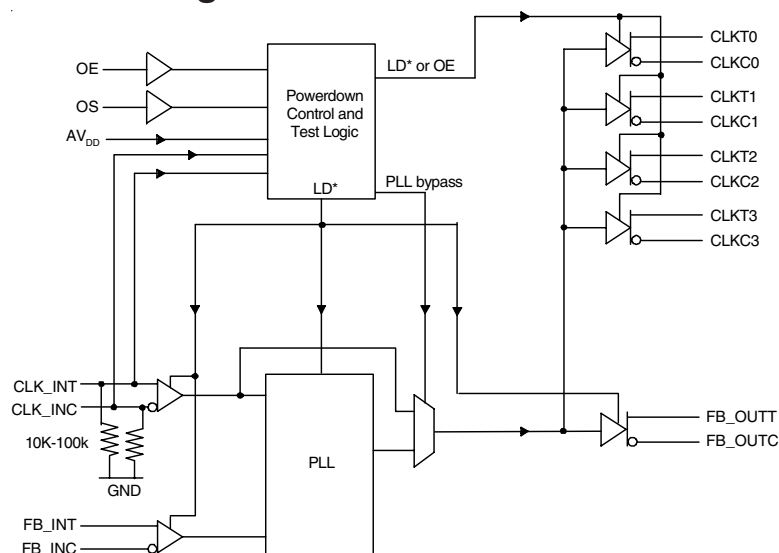 OE
OS
AVDD
Powerdown
Control and
Test Logic
LD*
LD* or OE
PLL bypass
CLKT0
CLKC0
CLKT1
CLKC1
CLKT2
CLKC2
CLKT3
CLKC3
CLK_INT
CLK_INC
10K-100k
GND
PLL
FB_OUTT
FB_OUTC
FB_INT
FB_INC